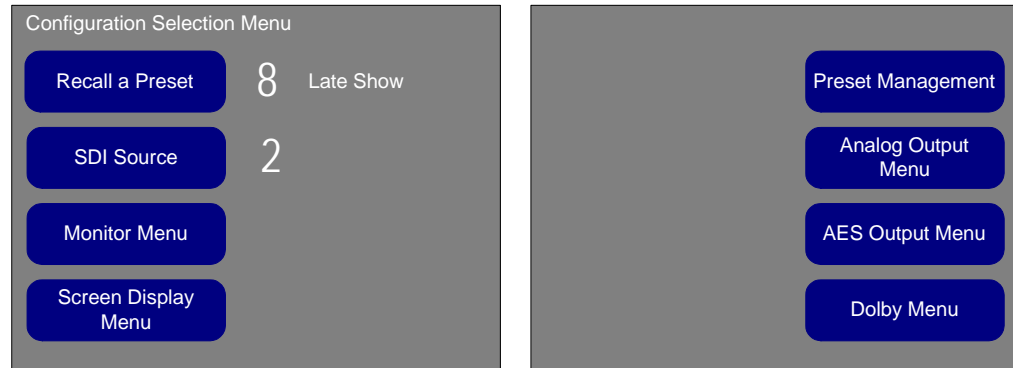 Configuration Selection Menu
Recall a Preset 8 Late Show
SDI Source 2
Monitor Menu
Screen Display
Menu
Preset Management
Analog Output
Menu
AES Output Menu
Dolby Menu